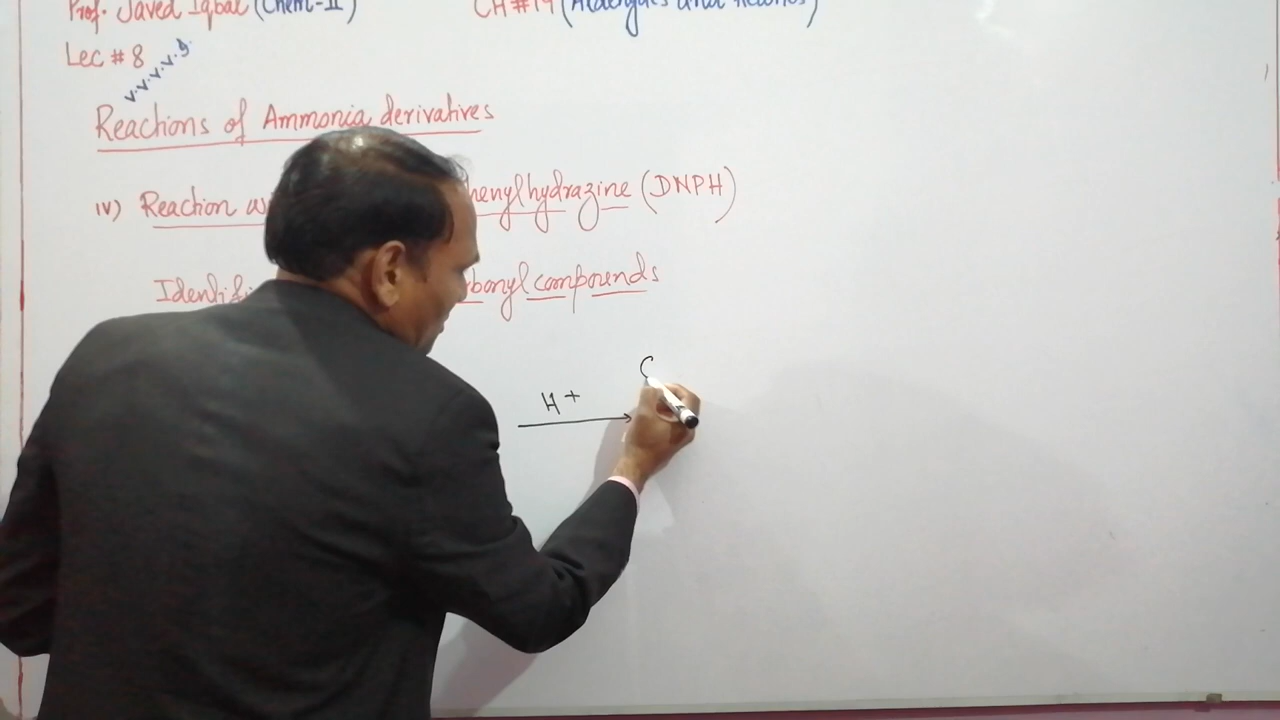 Prof. Javed Iqbal (Chem-II) CH#19 (Aldehydes and Ketones)
Lec # 8
v.v.v.v.g.
Reactions of Ammonia derivatives
iv) Reaction w henylhydrazine (DNPH)
Identifi rbonyl compounds
H+
C